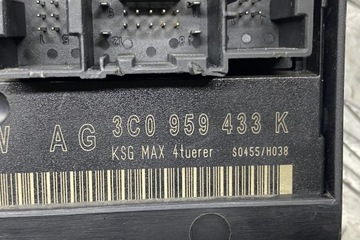 AG 3C0 959 433 K
KSG MAX 4tuerer S0455/H038